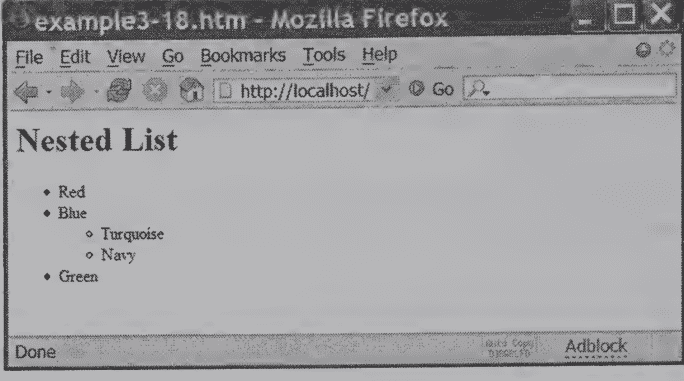 example3-18.htm - Mozilla Firefox
File Edit View Go Bookmarks Tools Help
http://localhost/ Go
Nested List
• Red
• Blue
◦ Turquoise
◦ Navy
• Green
Done Adblock